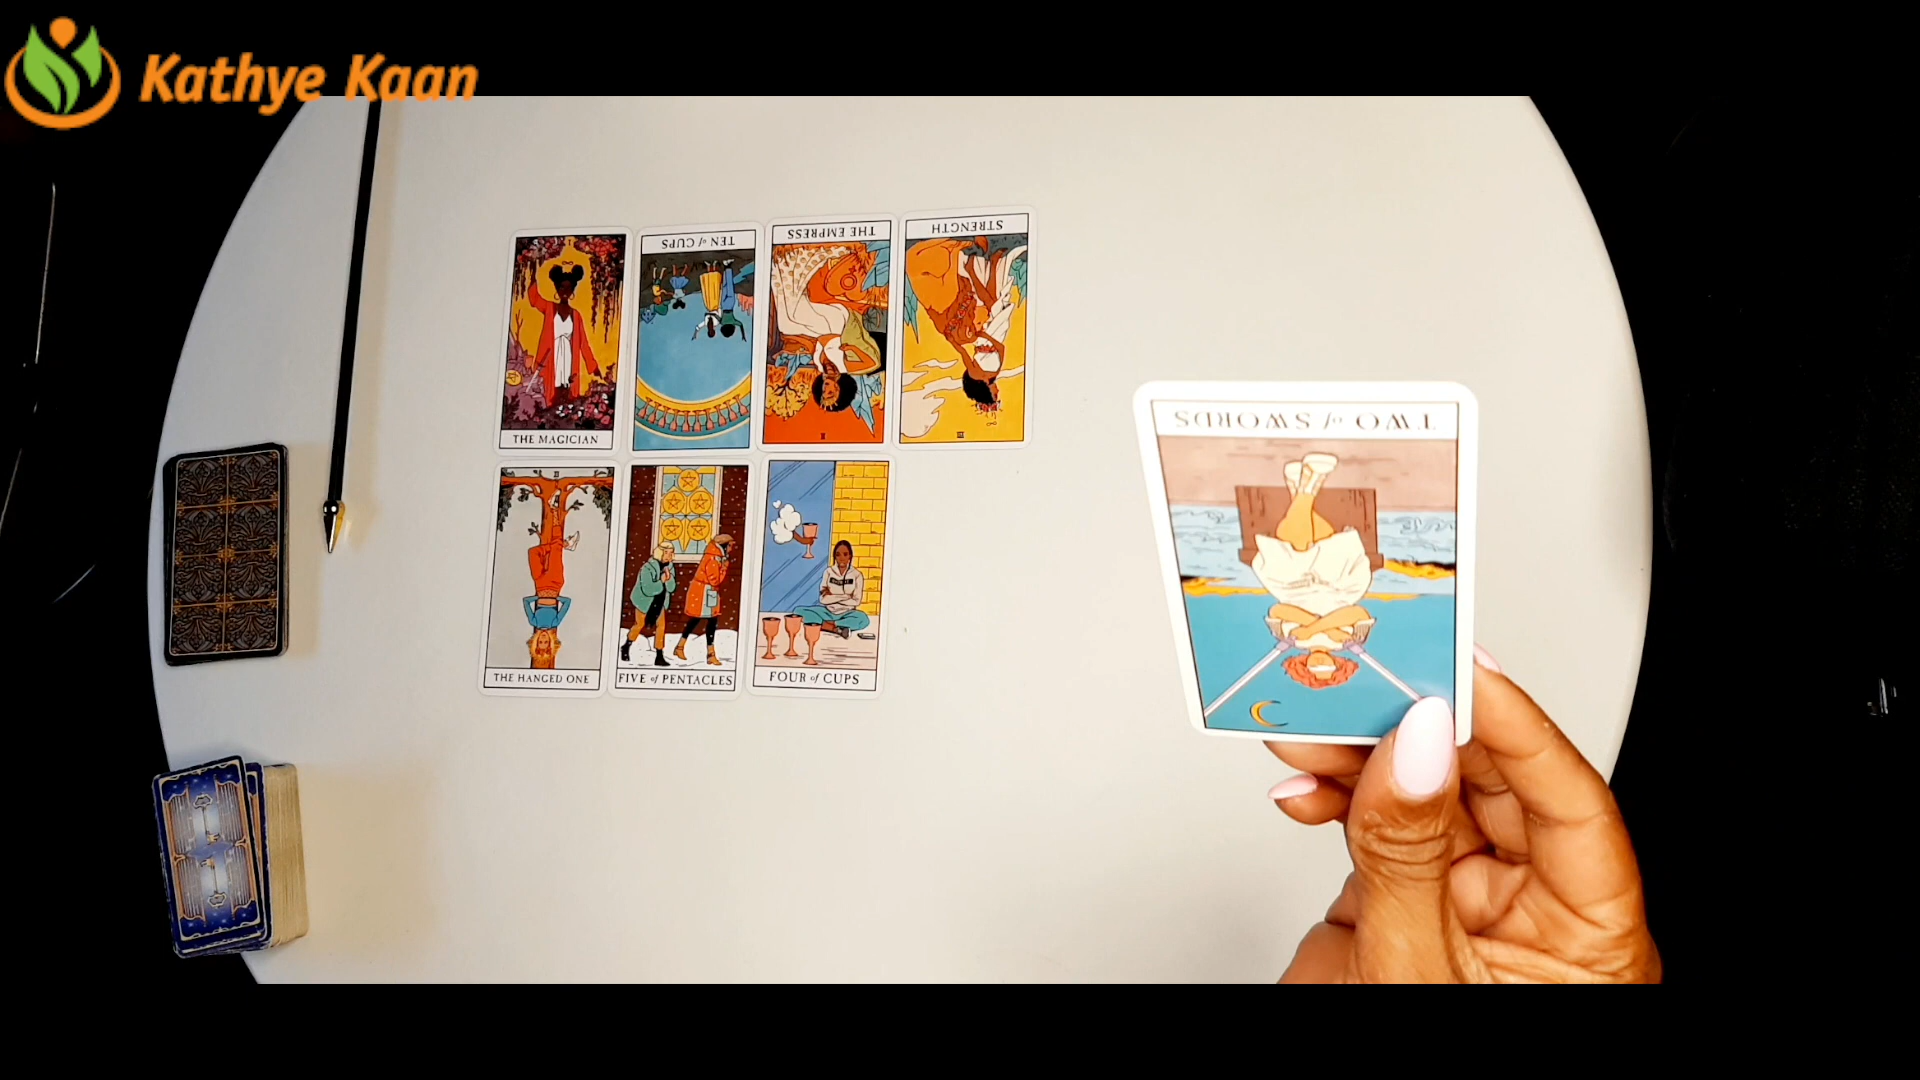 Kathye Kaan
THE MAGICIAN
TEN of CUPS
THE EMPRESS
STRENGTH
THE HANGED ONE
FIVE of PENTACLES
FOUR of CUPS
TWO of SWORDS